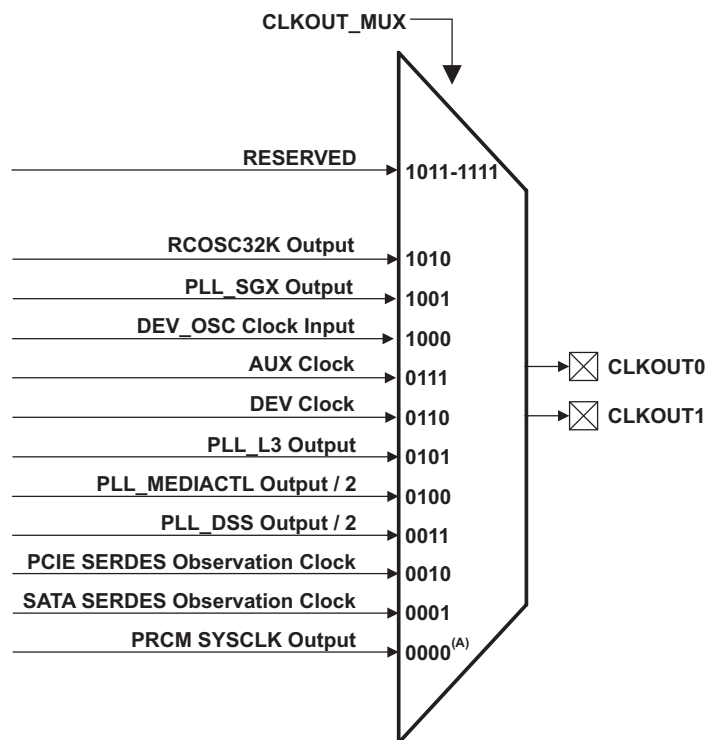 CLKOUT_MUX
RESERVED
1011-1111
RCOSC32K Output
1010
PLL_SGX Output
1001
DEV_OSC Clock Input
1000
AUX Clock
0111
CLKOUT0
DEV Clock
0110
CLKOUT1
PLL_L3 Output
0101
PLL_MEDIACTL Output / 2
0100
PLL_DSS Output / 2
0011
PCIE SERDES Observation Clock
0010
SATA SERDES Observation Clock
0001
PRCM SYSCLK Output
0000(A)